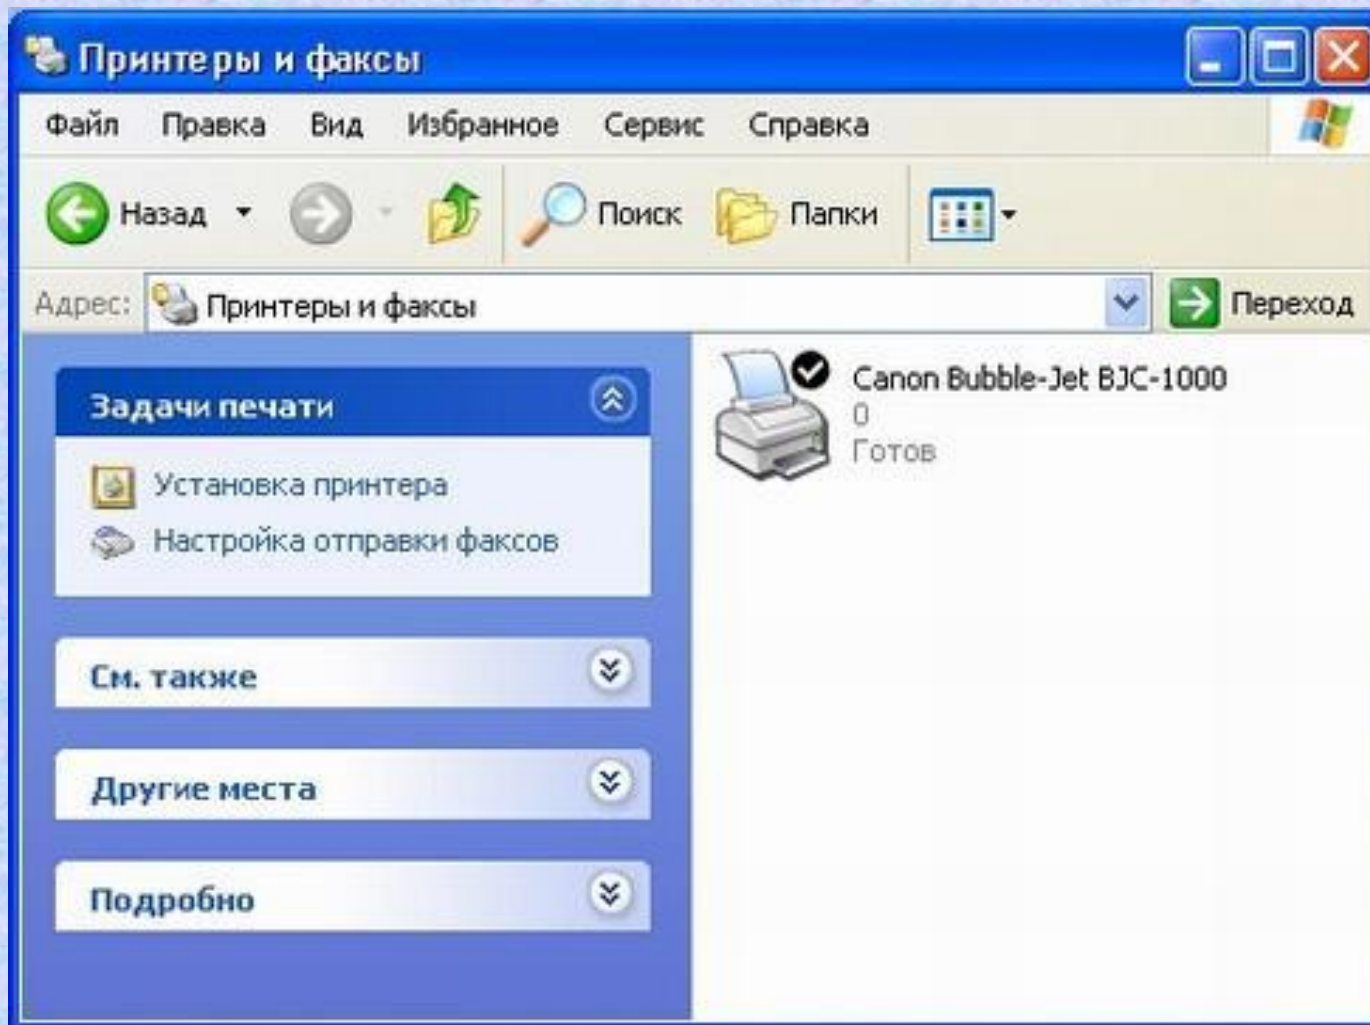 Принтеры и факсы
Файл Правка Вид Избранное Сервис Справка
Назад Поиск Папки
Адрес: Принтеры и факсы Переход
Задачи печати
Установка принтера
Настройка отправки факсов
См. также
Другие места
Подробно
Canon Bubble-Jet BJC-1000
0
Готов